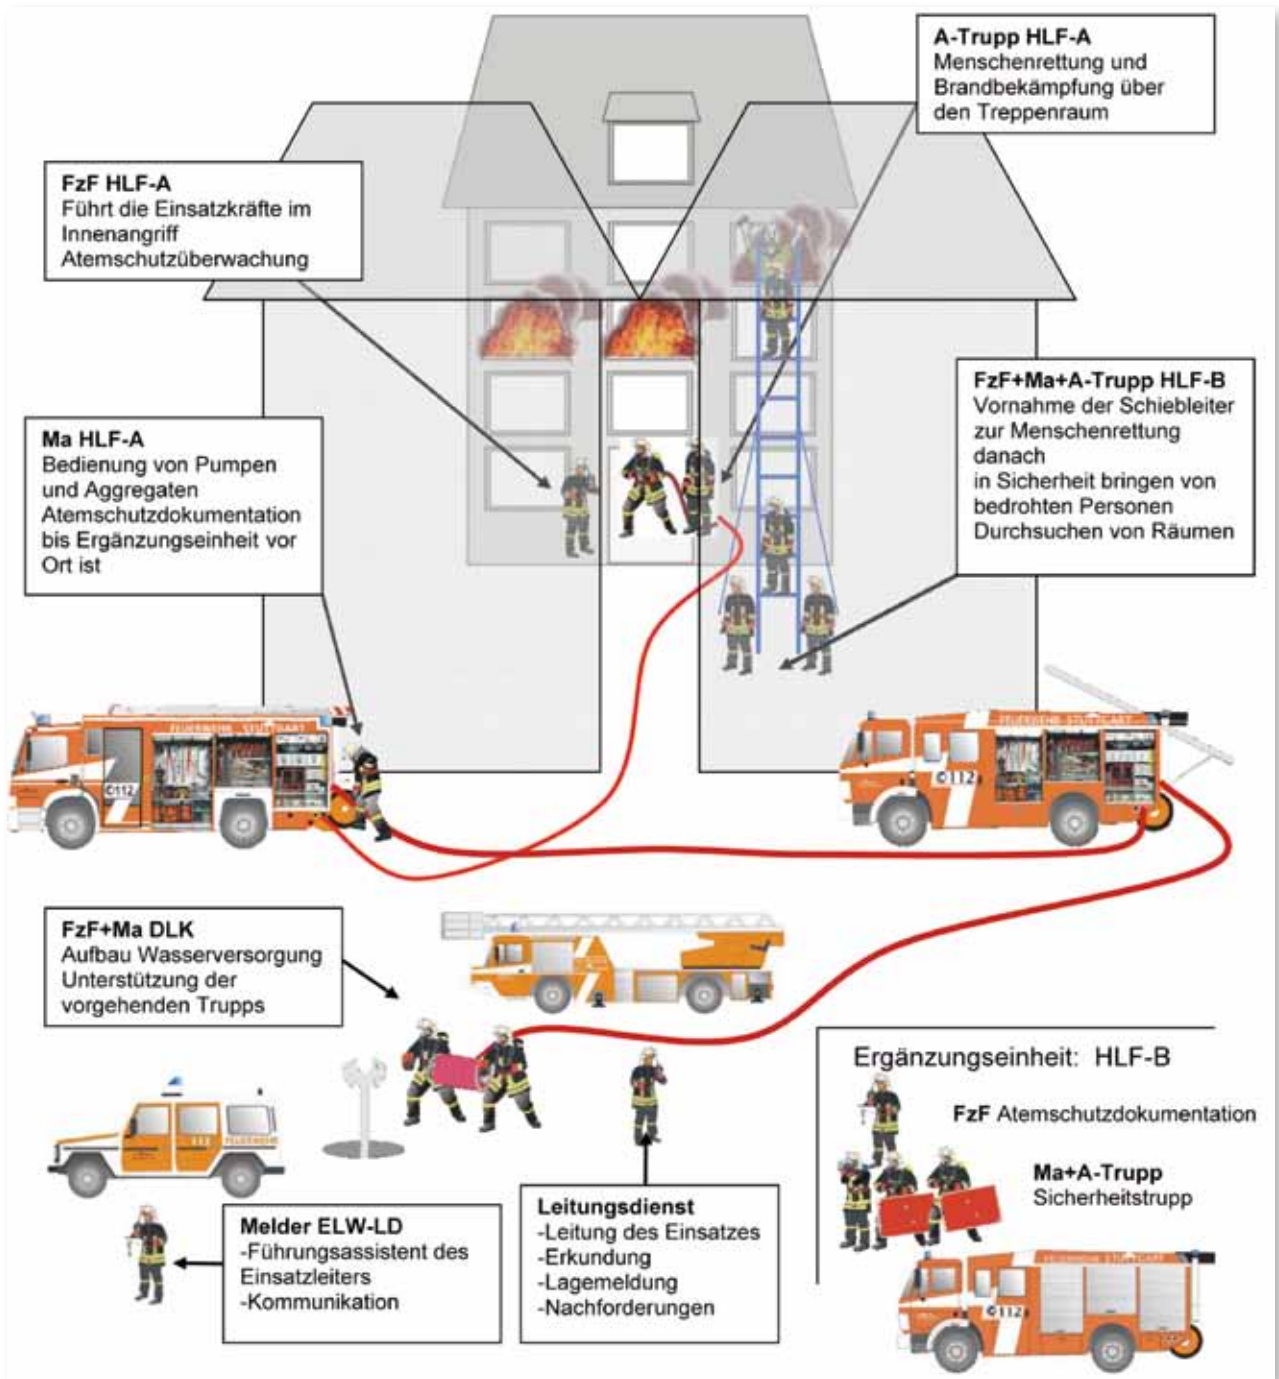 A-Trupp HLF-A
Menschenrettung und
Brandbekämpfung über
den Treppenraum
FzF HLF-A
Führt die Einsatzkräfte im
Innenangriff
Atemschutzüberwachung
FzF+Ma+A-Trupp HLF-B
Vornahme der Schiebleiter
zur Menschenrettung
danach
in Sicherheit bringen von
bedrohten Personen
Durchsuchen von Räumen
Ma HLF-A
Bedienung von Pumpen
und Aggregaten
Atemschutzdokumentation
bis Ergänzungseinheit vor
Ort ist
FEUERWEHR STUTTGART
112
FEUERWEHR STUTTGART
112
FzF+Ma DLK
Aufbau Wasserversorgung
Unterstützung der
vorgehenden Trupps
Ergänzungseinheit: HLF-B
FzF Atemschutzdokumentation
Ma+A-Trupp
Sicherheitstrupp
112 FEUERWEHR
Melder ELW-LD
-Führungsassistent des
Einsatzleiters
-Kommunikation
Leitungsdienst
-Leitung des Einsatzes
-Erkundung
-Lagemeldung
-Nachforderungen
FEUERWEHR STUTTGART
112